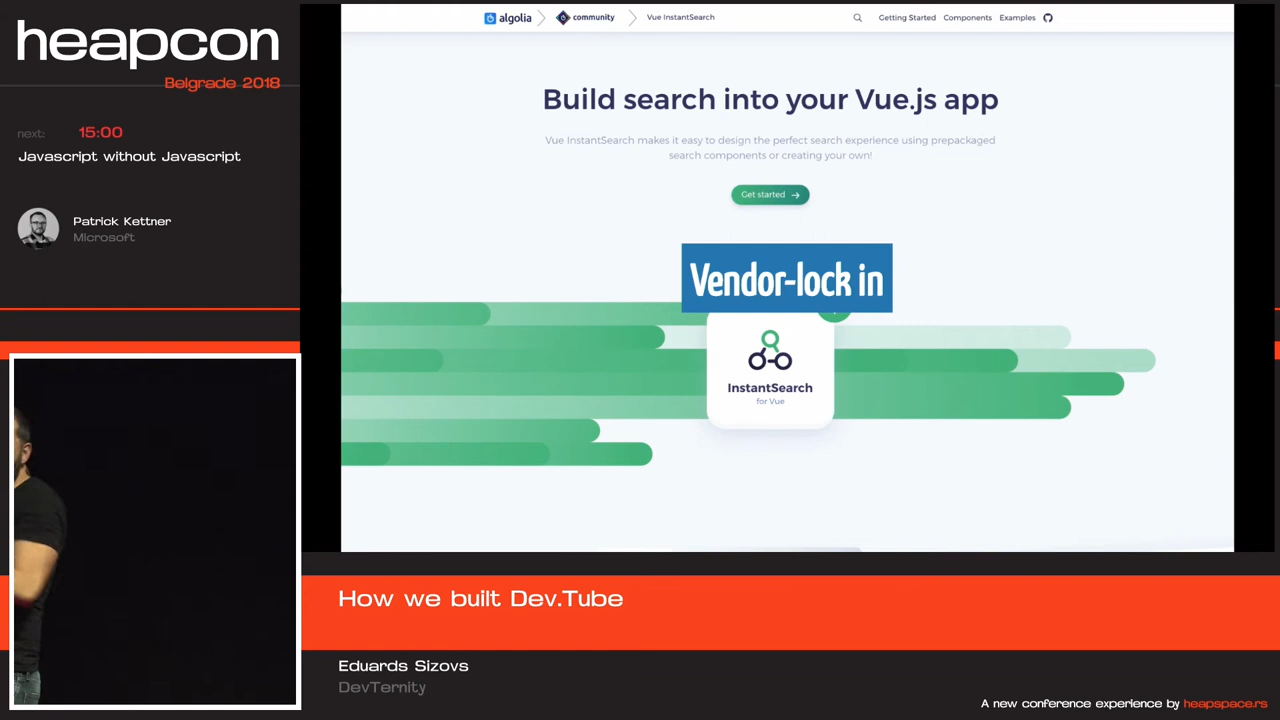 heapcon
Belgrade 2018
next: 15:00
Javascript without Javascript
Patrick Kettner
Microsoft
algolia community Vue InstantSearch Getting Started Components Examples
Build search into your Vue.js app
Vue InstantSearch makes it easy to design the perfect search experience using prepackaged
search components or creating your own!
Get started →
Vendor-lock in
InstantSearch
for Vue
How we built Dev.Tube
Eduards Sizovs
DevTernity
A new conference experience by heapspace.rs